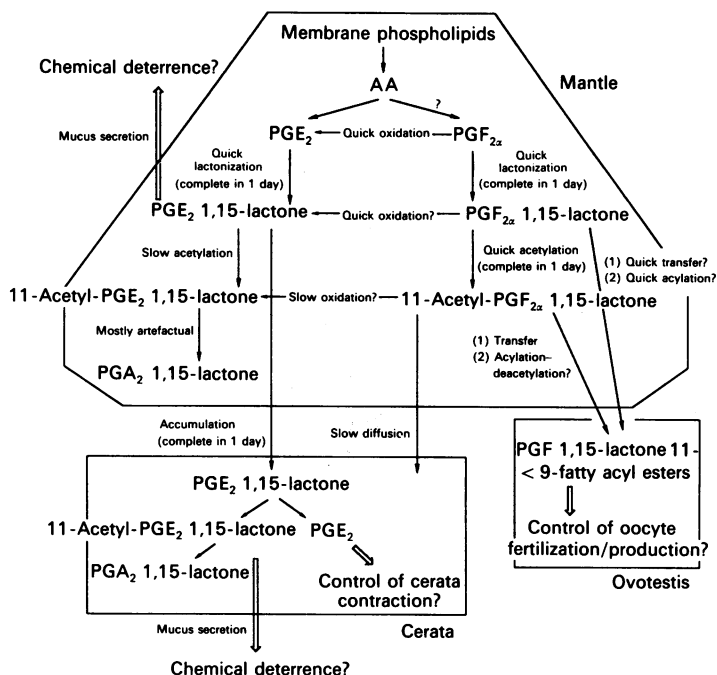 Membrane phospholipids
Chemical deterrence?
Mantle
AA
?
Mucus secretion
PGE₂
Quick oxidation
PGF₂α
Quick
lactonization
(complete in 1 day)
Quick
lactonization
(complete in 1 day)
PGE₂ 1,15-lactone
Quick oxidation?
PGF₂α 1,15-lactone
Slow acetylation
Quick acetylation
(complete in 1 day)
(1) Quick transfer?
(2) Quick acylation?
11-Acetyl-PGE₂ 1,15-lactone
Slow oxidation?
11-Acetyl-PGF₂α 1,15-lactone
Mostly artefactual
(1) Transfer
(2) Acylation–
deacetylation?
PGA₂ 1,15-lactone
Accumulation
(complete in 1 day)
Slow diffusion
PGF 1,15-lactone 11-
< 9-fatty acyl esters
PGE₂ 1,15-lactone
11-Acetyl-PGE₂ 1,15-lactone
PGE₂
Control of oocyte
fertilization/production?
PGA₂ 1,15-lactone
Control of cerata
contraction?
Ovotestis
Mucus secretion
Cerata
Chemical deterrence?